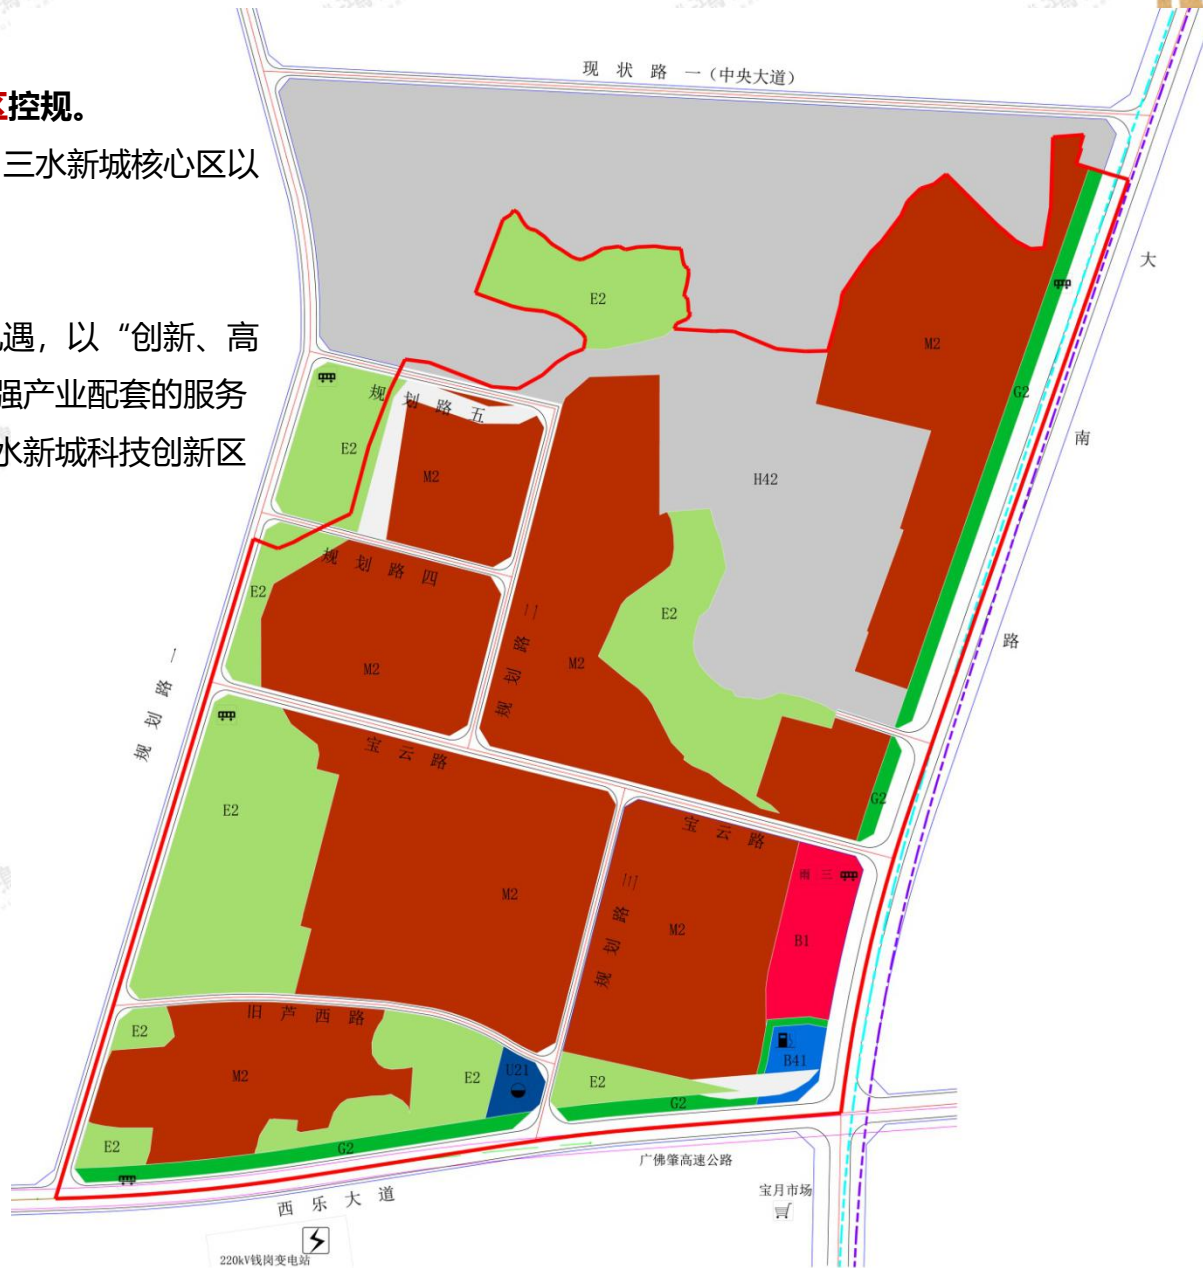 区控规。
三水新城核心区以
机遇，以“创新、高
强产业配套的服务
水新城科技创新区
现状路一（中央大道）
大南路
E2
M2
G2
规划路五
E2
M2
H42
规划路四
E2
M2
规划路二
M2
E2
规划路一
宝云路
G2
E2
M2
宝云路
规划路三
M2
雨三
B1
旧芦西路
E2
M2
E2
U21
E2
B41
G2
E2
G2
广佛肇高速公路
西乐大道
宝月市场
220kV钱岗变电站